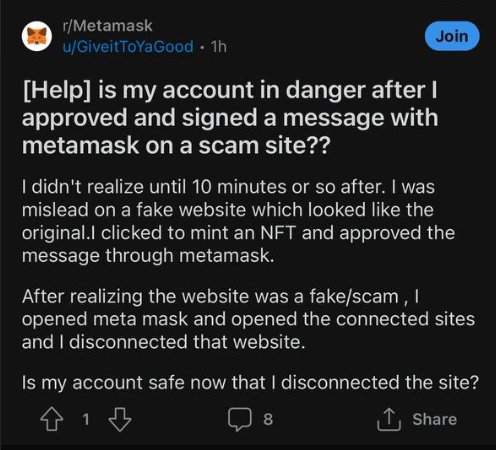 r/Metamask
u/GiveitToYaGood • 1h
Join
[Help] is my account in danger after I
approved and signed a message with
metamask on a scam site??
I didn't realize until 10 minutes or so after. I was
mislead on a fake website which looked like the
original.I clicked to mint an NFT and approved the
message through metamask.
After realizing the website was a fake/scam , I
opened meta mask and opened the connected sites
and I disconnected that website.
Is my account safe now that I disconnected the site?
1
8
Share